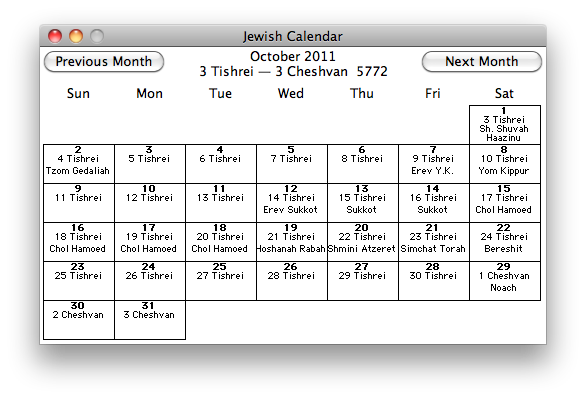 Jewish Calendar
Previous Month
October 2011
3 Tishrei — 3 Cheshvan 5772
Next Month
Sun Mon Tue Wed Thu Fri Sat
1
3 Tishrei
Sh. Shuvah
Haazinu
2 3 4 5 6 7 8
4 Tishrei 5 Tishrei 6 Tishrei 7 Tishrei 8 Tishrei 9 Tishrei 10 Tishrei
Tzom Gedaliah Erev Y.K. Yom Kippur
9 10 11 12 13 14 15
11 Tishrei 12 Tishrei 13 Tishrei 14 Tishrei 15 Tishrei 16 Tishrei 17 Tishrei
Erev Sukkot Sukkot Sukkot Chol Hamoed
16 17 18 19 20 21 22
18 Tishrei 19 Tishrei 20 Tishrei 21 Tishrei 22 Tishrei 23 Tishrei 24 Tishrei
Chol Hamoed Chol Hamoed Chol Hamoed Hoshanah Rabah Shmini Atzeret Simchat Torah Bereshit
23 24 25 26 27 28 29
25 Tishrei 26 Tishrei 27 Tishrei 28 Tishrei 29 Tishrei 30 Tishrei 1 Cheshvan
Noach
30 31
2 Cheshvan 3 Cheshvan